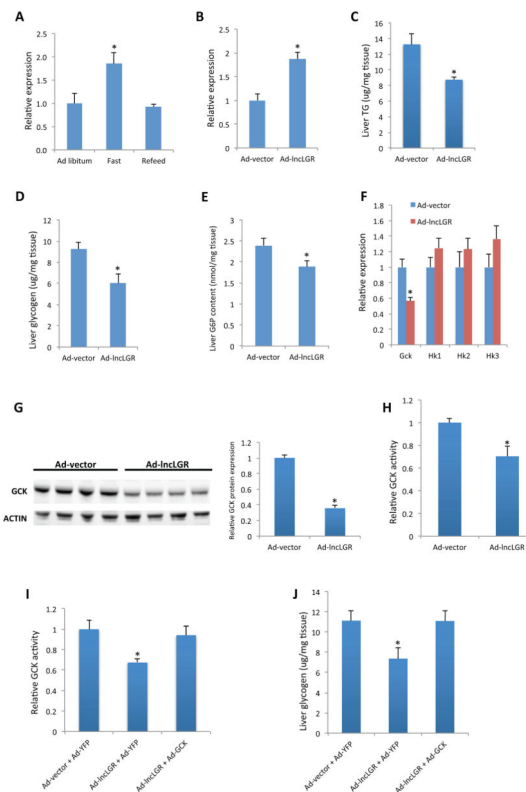 A
Relative expression
2.5
2.0
1.5
1.0
0.5
0.0
*
Ad libitum Fast Refeed
B
Relative expression
2.5
2
1.5
1
0.5
0
*
Ad-vector Ad-lncLGR
C
Liver TG (ug/mg tissue)
16
14
12
10
8
6
4
2
0
*
Ad-vector Ad-lncLGR
D
Liver glycogen (ug/mg tissue)
12
10
8
6
4
2
0
*
Ad-vector Ad-lncLGR
E
Liver G6P content (nmol/mg tissue)
3
2.5
2
1.5
1
0.5
0
*
Ad-vector Ad-lncLGR
F
Ad-vector
Ad-lncLGR
Relative expression
1.8
1.6
1.4
1.2
1
0.8
0.6
0.4
0.2
0
*
Gck Hk1 Hk2 Hk3
G
Ad-vector Ad-lncLGR
GCK
ACTIN
Relative GCK protein expression
1.2
1
0.8
0.6
0.4
0.2
0
*
Ad-vector Ad-lncLGR
H
Relative GCK activity
1.2
1
0.8
0.6
0.4
0.2
0
*
Ad-vector Ad-lncLGR
I
Relative GCK activity
1.2
1
0.8
0.6
0.4
0.2
0
*
Ad-vector + Ad-YFP
Ad-lncLGR + Ad-YFP
Ad-lncLGR + Ad-GCK
J
Liver glycogen (ug/mg tissue)
14
12
10
8
6
4
2
0
*
Ad-vector + Ad-YFP
Ad-lncLGR + Ad-YFP
Ad-lncLGR + Ad-GCK